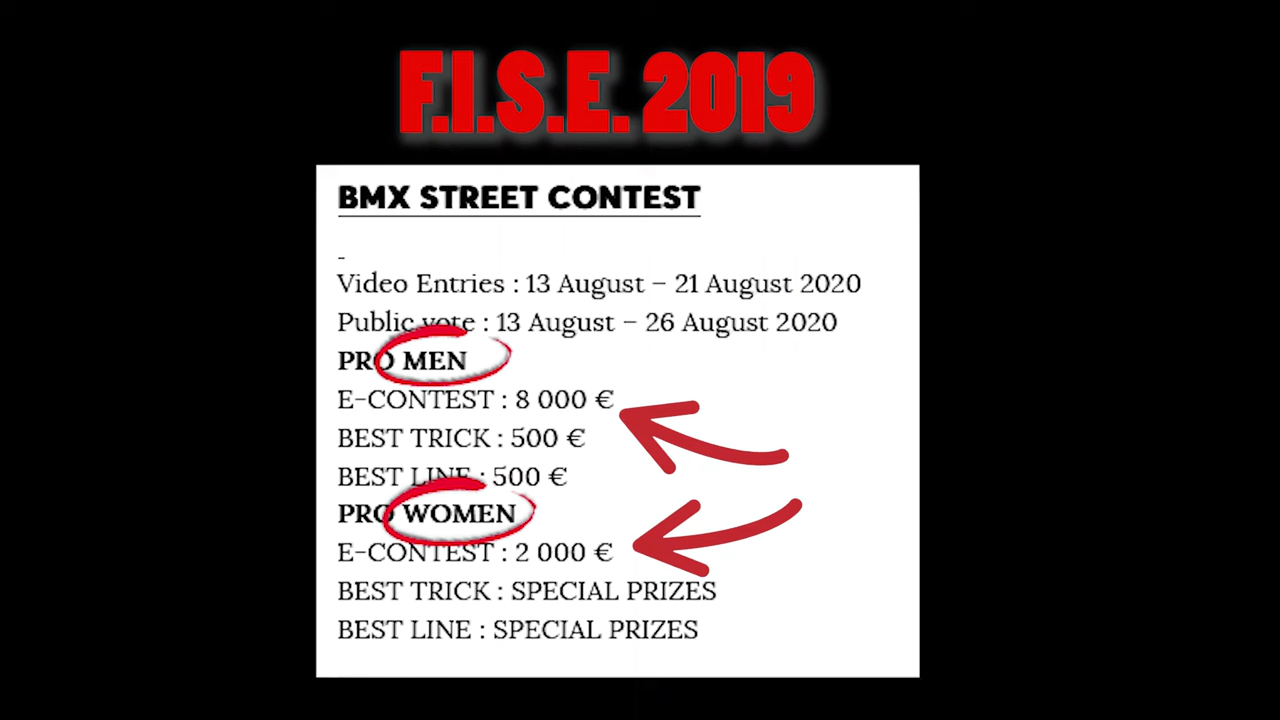 F.I.S.E. 2019
BMX STREET CONTEST
-
Video Entries : 13 August – 21 August 2020
Public vote : 13 August – 26 August 2020
PRO MEN
E-CONTEST : 8 000 €
BEST TRICK : 500 €
BEST LINE : 500 €
PRO WOMEN
E-CONTEST : 2 000 €
BEST TRICK : SPECIAL PRIZES
BEST LINE : SPECIAL PRIZES